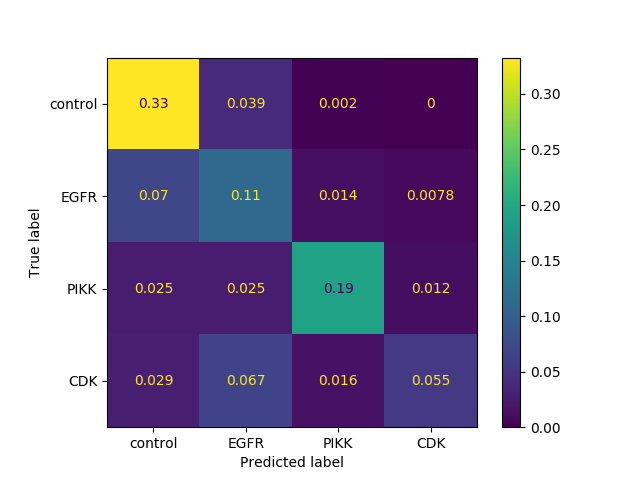 control 0.33 0.039 0.002 0
EGFR 0.07 0.11 0.014 0.0078
PIKK 0.025 0.025 0.19 0.012
CDK 0.029 0.067 0.016 0.055
control EGFR PIKK CDK
Predicted label
True label
0.30
0.25
0.20
0.15
0.10
0.05
0.00